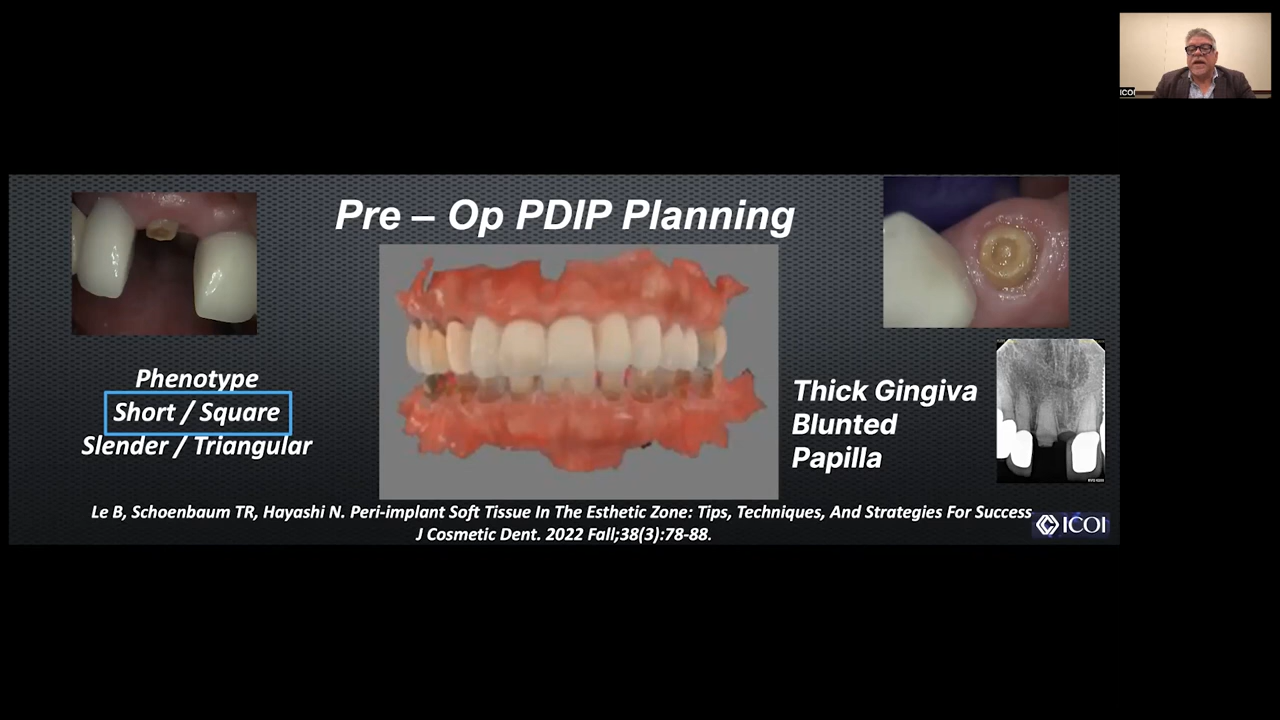 ICOI
Pre – Op PDIP Planning
Phenotype
Short / Square
Slender / Triangular
Thick Gingiva
Blunted
Papilla
Le B, Schoenbaum TR, Hayashi N. Peri-implant Soft Tissue In The Esthetic Zone: Tips, Techniques, And Strategies For Success
J Cosmetic Dent. 2022 Fall;38(3):78-88.
ICOI